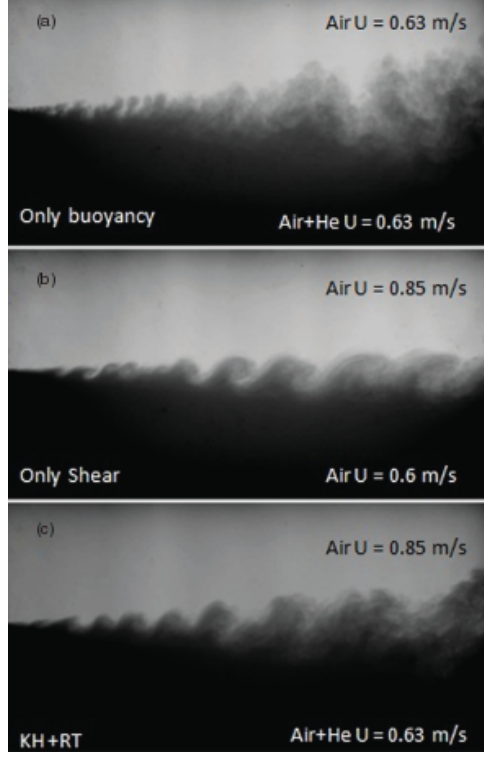 (a)
Air U = 0.63 m/s
Only buoyancy
Air+He U = 0.63 m/s
(b)
Air U = 0.85 m/s
Only Shear
Air U = 0.6 m/s
(c)
Air U = 0.85 m/s
KH+RT
Air+He U = 0.63 m/s